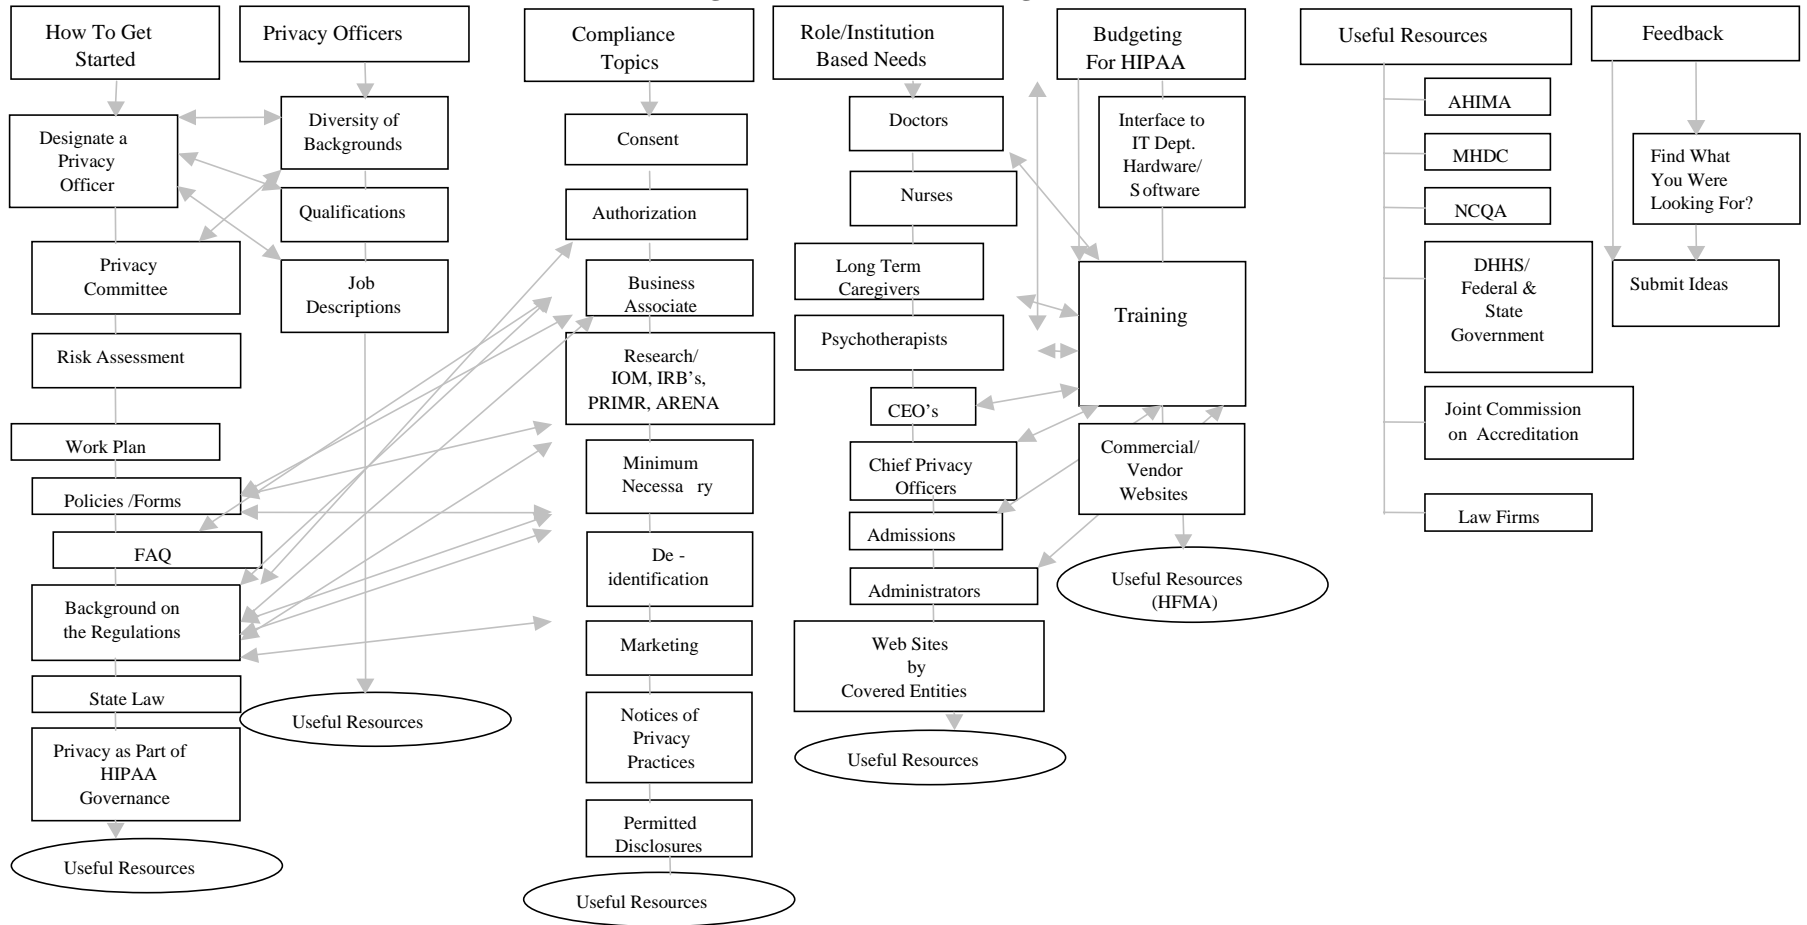 How To Get
Started
Designate a
Privacy
Officer
Privacy
Committee
Risk Assessment
Work Plan
Policies /Forms
FAQ
Background on
the Regulations
State Law
Privacy as Part of
HIPAA
Governance
Useful Resources
Privacy Officers
Diversity of
Backgrounds
Qualifications
Job
Descriptions
Useful Resources
Compliance
Topics
Consent
Authorization
Business
Associate
Research/
IOM, IRB's,
PRIMR, ARENA
Minimum
Necessa ry
De -
identification
Marketing
Notices of
Privacy
Practices
Permitted
Disclosures
Useful Resources
Role/Institution
Based Needs
Doctors
Nurses
Long Term
Caregivers
Psychotherapists
CEO's
Chief Privacy
Officers
Admissions
Administrators
Web Sites
by
Covered Entities
Useful Resources
Budgeting
For HIPAA
Interface to
IT Dept.
Hardware/
Software
Training
Commercial/
Vendor
Websites
Useful Resources
(HFMA)
Useful Resources
AHIMA
MHDC
NCQA
DHHS/
Federal &
State
Government
Joint Commission
on Accreditation
Law Firms
Feedback
Find What
You Were
Looking For?
Submit Ideas